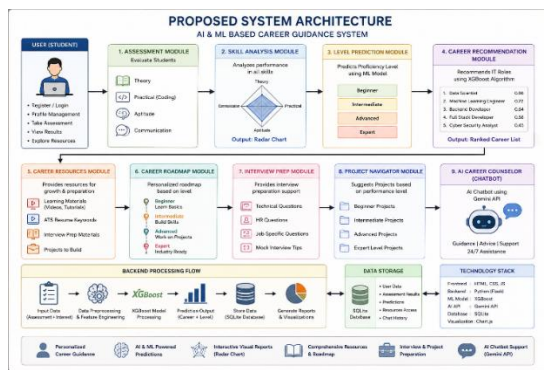 PROPOSED SYSTEM ARCHITECTURE
AI & ML BASED CAREER GUIDANCE SYSTEM
USER (STUDENT)
• Register / Login
• Profile Management
• Take Assessment
• View Results
• Explore Resources
1. ASSESSMENT MODULE
Evaluate Students
Theory
Practical (Coding)
Aptitude
Communication
2. SKILL ANALYSIS MODULE
Analyzes performance
in all skills
Theory
Practical
Aptitude
Output: Radar Chart
3. LEVEL PREDICTION MODULE
Predicts Proficiency Level
using ML Model
Beginner
Intermediate
Advanced
Expert
4. CAREER RECOMMENDATION
MODULE
Recommends IT Roles
using XGBoost Algorithm
1. Data Scientist
2. Machine Learning Engineer
3. Backend Developer
4. Full Stack Developer
5. Cyber Security Analyst
Output: Ranked Career List
5. CAREER RESOURCES MODULE
Provides resources for
growth & preparation
Learning Materials
(Videos, Tutorials)
ATS Resume Keywords
Interview Prep Materials
Projects to Build
6. CAREER ROADMAP MODULE
Personalized roadmap
based on level
Beginner
Learn Basics
Intermediate
Build Skills
Advanced
Work on Projects
Expert
Industry Ready
7. INTERVIEW PREP MODULE
Provides interview
preparation support
Technical Questions
HR Questions
Job-Specific Questions
Mock Interview Tips
8. PROJECT NAVIGATOR MODULE
Suggests Projects based
on performance level
Beginner Projects
Intermediate Projects
Advanced Projects
Expert Level Projects
9. AI CAREER COUNSELOR
(CHATBOT)
AI Chatbot using
Gemini API
Guidance | Advice | Support
24/7 Assistance
BACKEND PROCESSING FLOW
Input Data
(Assessment + Interest)
Data Preprocessing
& Feature Engineering
XGBoost
XGBoost Model
Processing
Prediction Output
(Career + Level)
Store Data
(SQLite Database)
Generate Reports
& Visualizations
DATA STORAGE
SQLite
Database
• User Data
• Assessment Results
• Predictions
• Resources Access
• Chat History
TECHNOLOGY STACK
Frontend : HTML, CSS, JS
Backend : Python (Flask)
ML Model : XGBoost
AI API : Gemini API
Database : SQLite
Visualization : Chart.js
Personalized
Career Guidance
AI & ML Powered
Predictions
Interactive Visual Reports
(Radar Chart)
Comprehensive Resources
& Roadmap
Interview & Project
Preparation
AI Chatbot Support
(Gemini API)